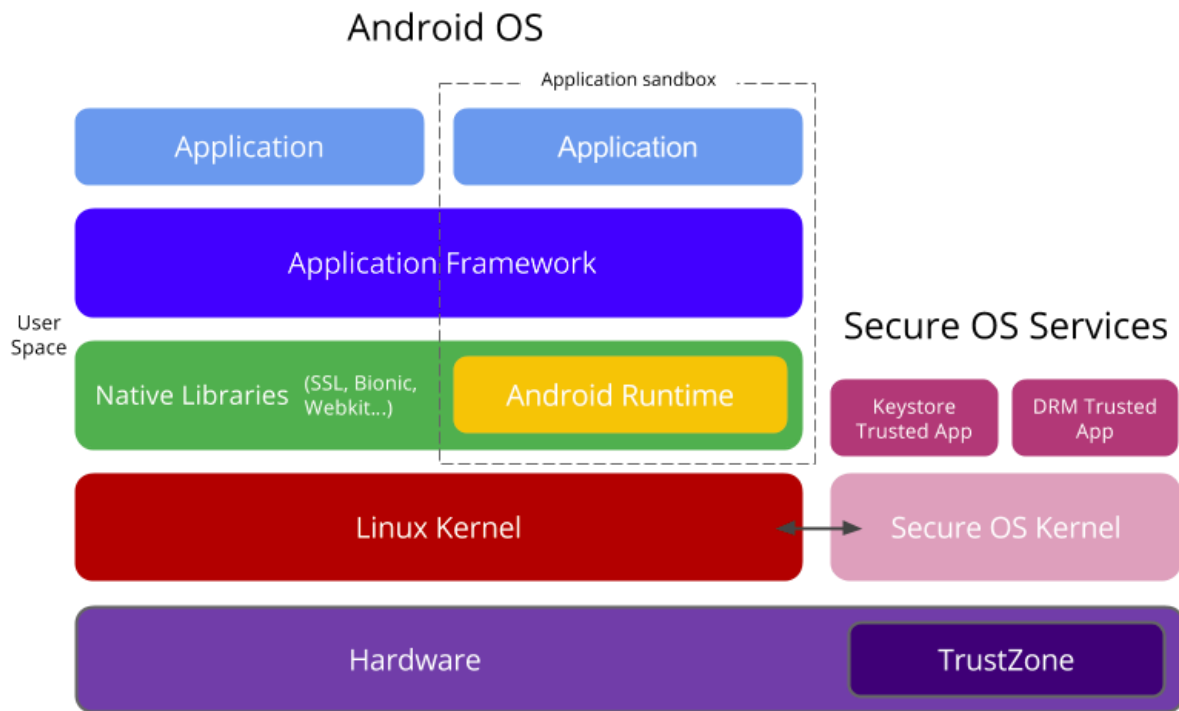 Android OS
Application sandbox
Application
Application
Application Framework
User
Space
Secure OS Services
Native Libraries
(SSL, Bionic,
Webkit...)
Android Runtime
Keystore
Trusted App
DRM Trusted
App
Linux Kernel
Secure OS Kernel
Hardware
TrustZone